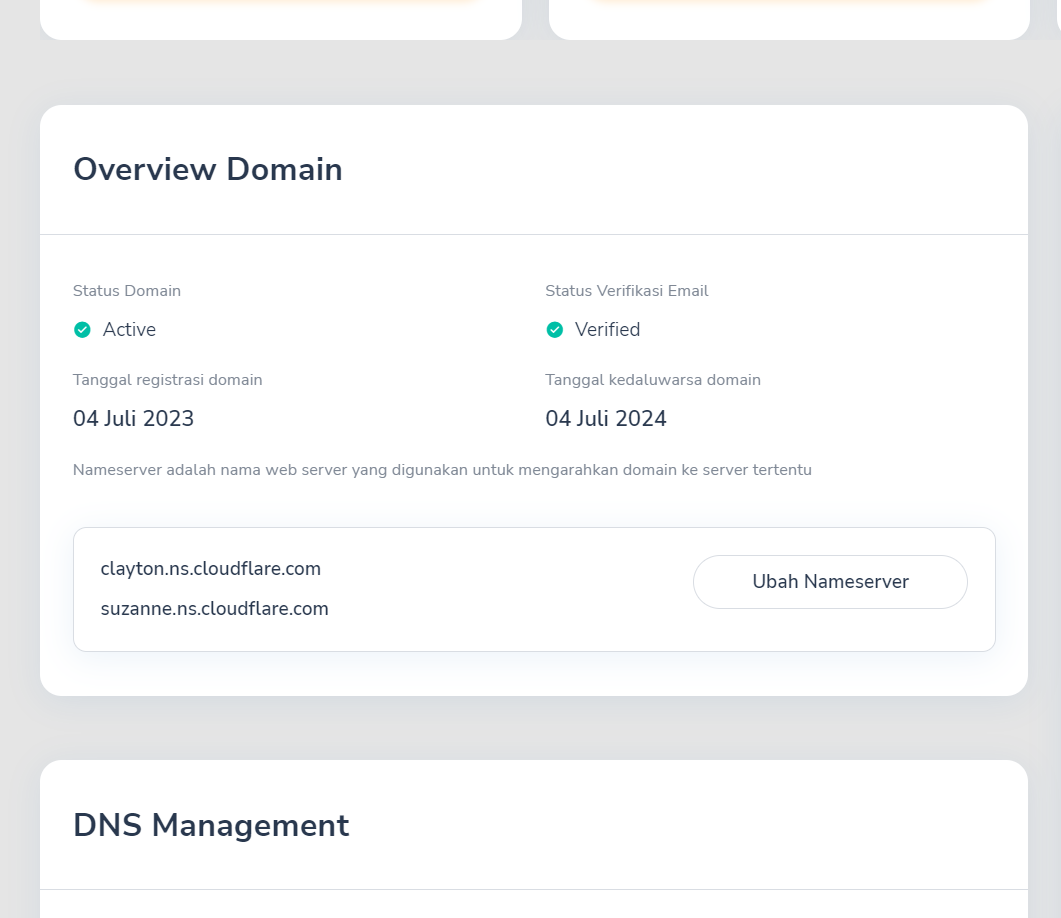 Overview Domain
Status Domain
Status Verifikasi Email
Active
Verified
Tanggal registrasi domain
Tanggal kedaluwarsa domain
04 Juli 2023
04 Juli 2024
Nameserver adalah nama web server yang digunakan untuk mengarahkan domain ke server tertentu
clayton.ns.cloudflare.com
Ubah Nameserver
suzanne.ns.cloudflare.com
DNS Management